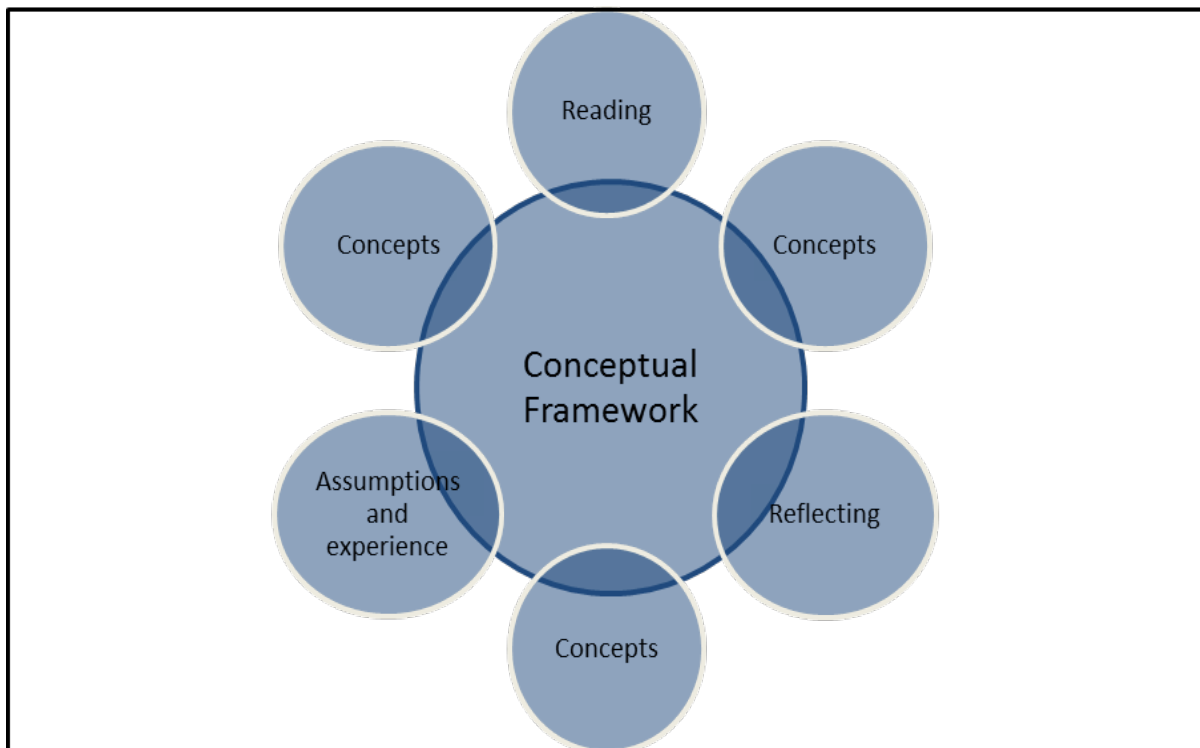 Reading
Concepts
Concepts
Conceptual
Framework
Assumptions
and
experience
Reflecting
Concepts